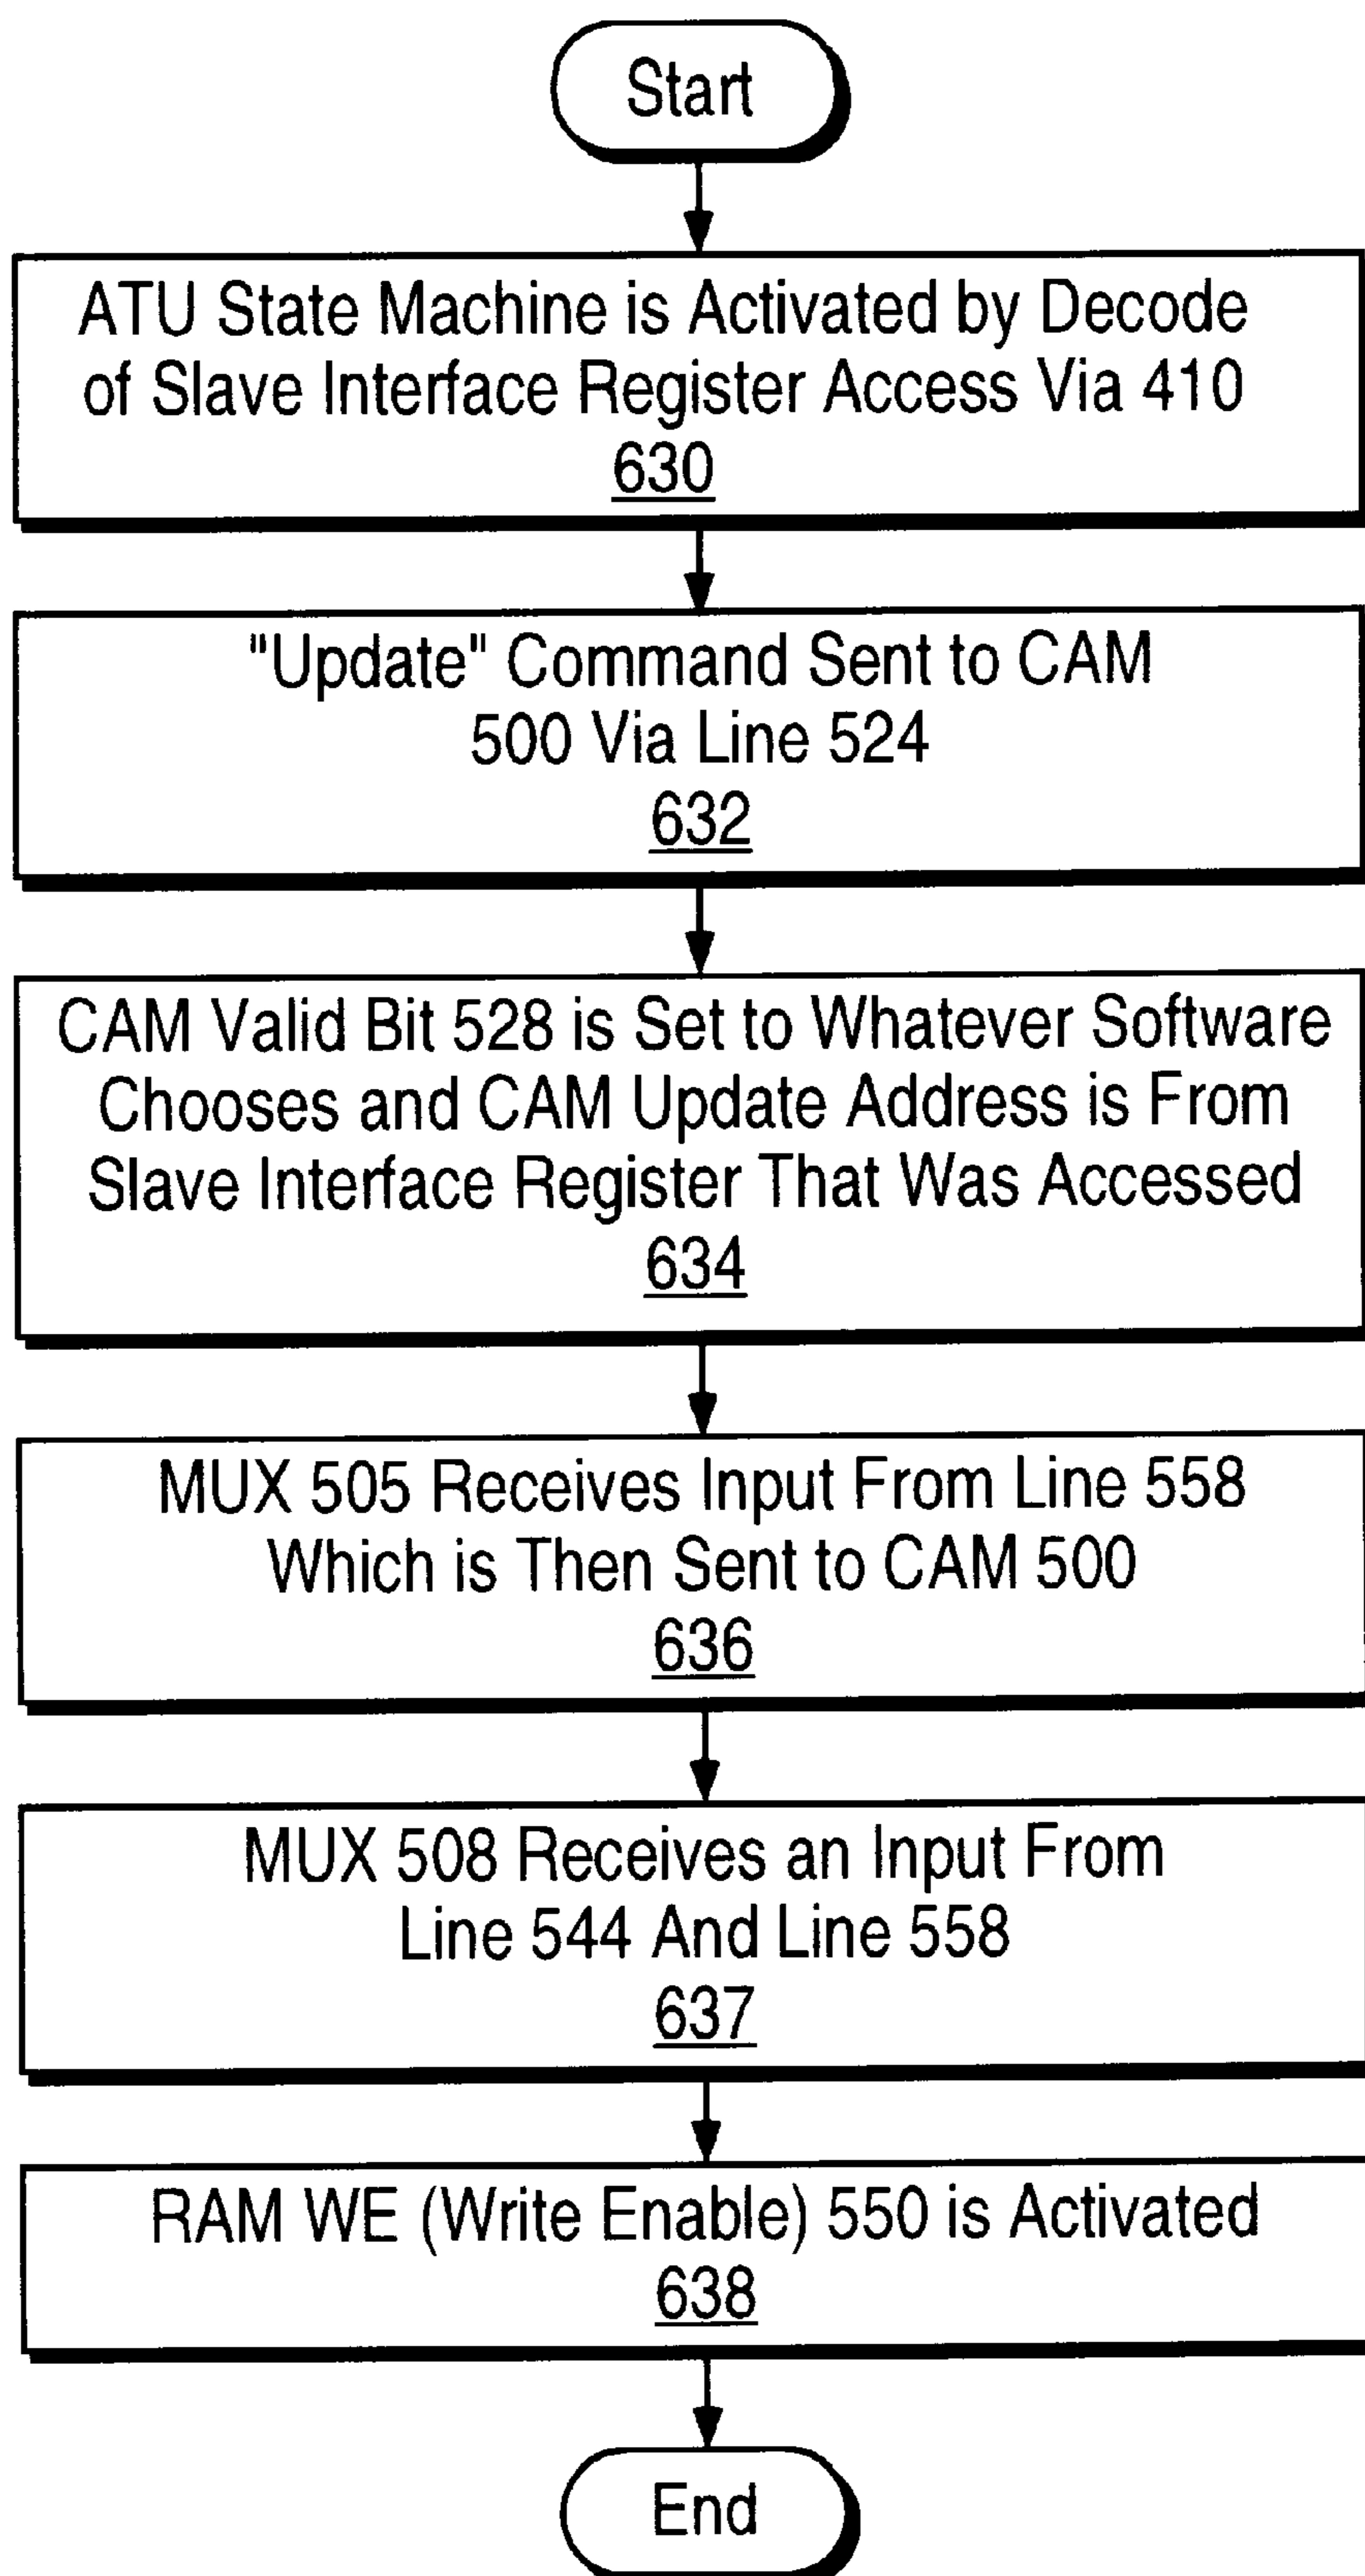 Start
ATU State Machine is Activated by Decode
of Slave Interface Register Access Via 410
630
"Update" Command Sent to CAM
500 Via Line 524
632
CAM Valid Bit 528 is Set to Whatever Software
Chooses and CAM Update Address is From
Slave Interface Register That Was Accessed
634
MUX 505 Receives Input From Line 558
Which is Then Sent to CAM 500
636
MUX 508 Receives an Input From
Line 544 And Line 558
637
RAM WE (Write Enable) 550 is Activated
638
End